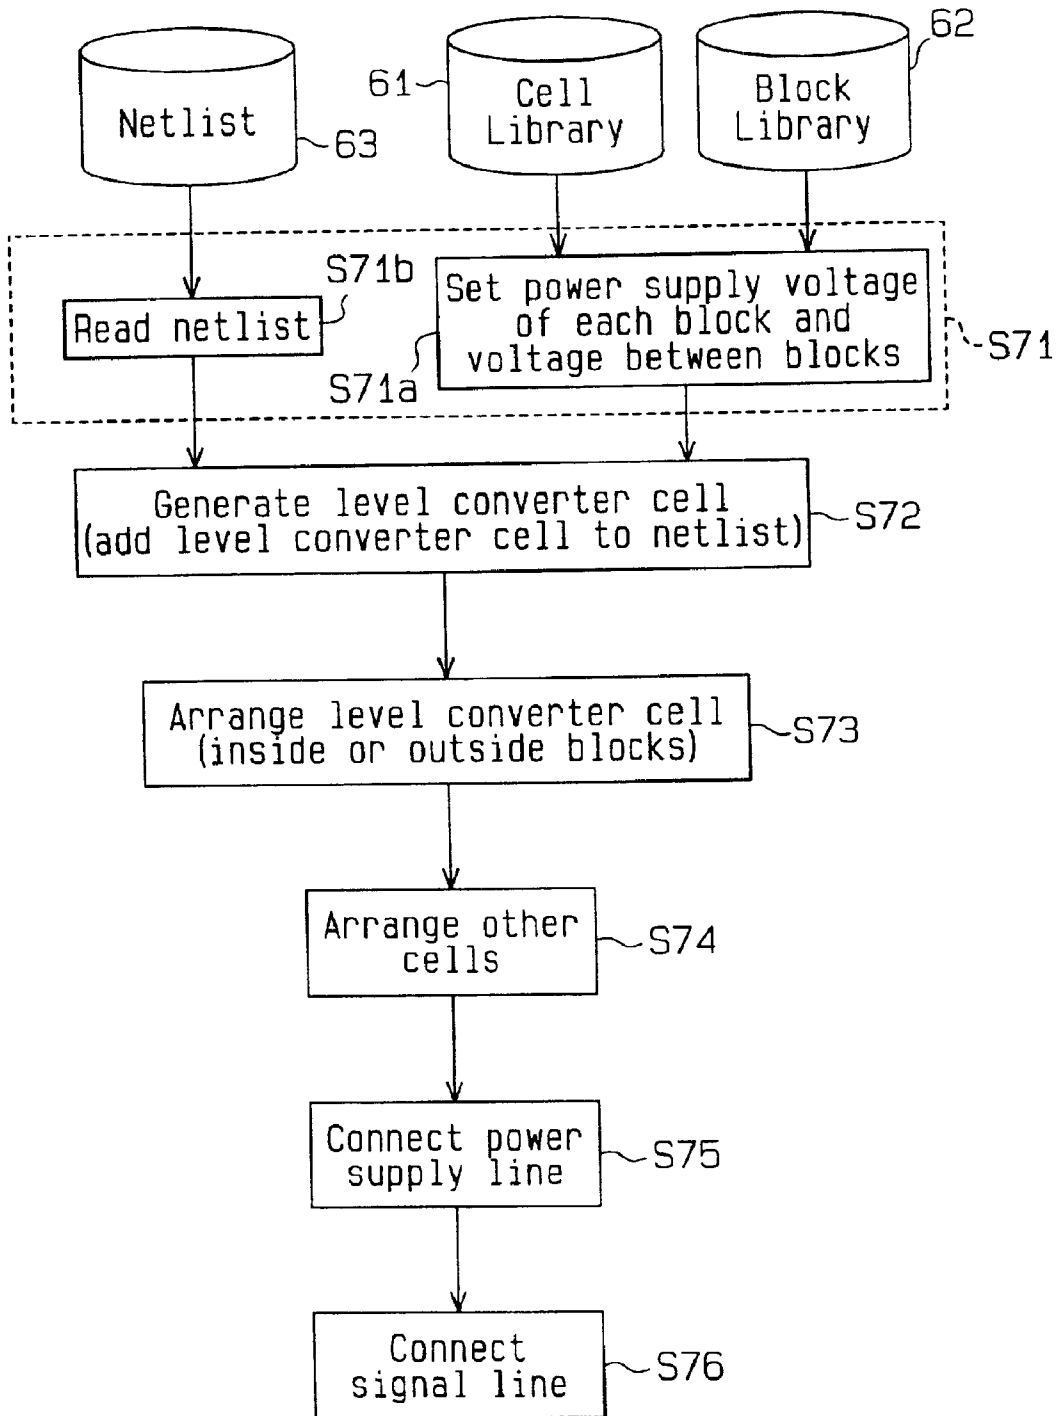 62
61
Netlist
Cell
Library
Block
Library
63
S71b
Read netlist
Set power supply voltage
of each block and
voltage between blocks
S71
S71a
Generate level converter cell
(add level converter cell to netlist)
S72
Arrange level converter cell
(inside or outside blocks)
S73
Arrange other
cells
S74
Connect power
supply line
S75
Connect
signal line
S76